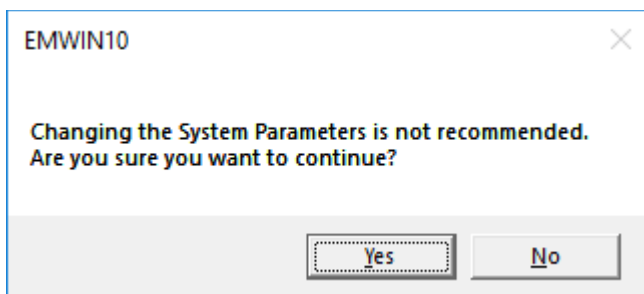 EMWIN10
Changing the System Parameters is not recommended.
Are you sure you want to continue?
Yes
No